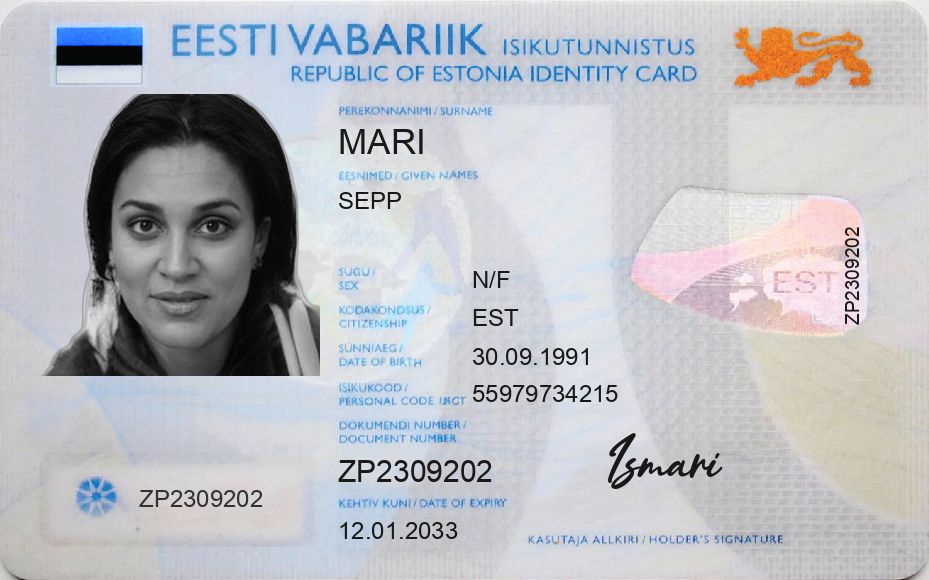 EESTI VABARIIK ISIKUTUNNISTUS
REPUBLIC OF ESTONIA IDENTITY CARD
PEREKONNANIMI / SURNAME
MARI
EESNIMED / GIVEN NAMES
SEPP
SUGU /
SEX
N/F
KODAKONDSUS /
CITIZENSHIP
EST
SÜNNIAEG /
DATE OF BIRTH
30.09.1991
ISIKUKOOD /
PERSONAL CODE
55979734215
DOKUMENDI NUMBER /
DOCUMENT NUMBER
ZP2309202
KEHTIV KUNI / DATE OF EXPIRY
12.01.2033
ZP2309202
EST
ZP2309202
Ismari
KASUTAJA ALLKIRI / HOLDER'S SIGNATURE